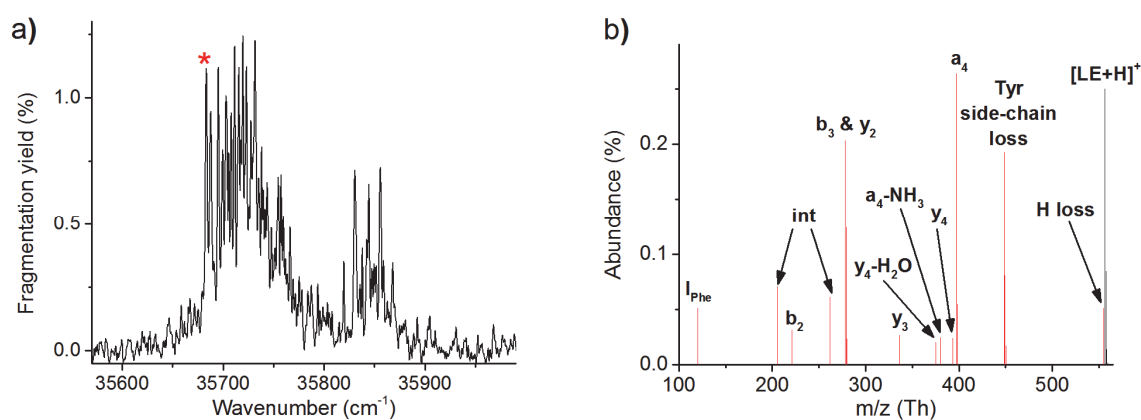 a)
*
Fragmentation yield (%)
1.0
0.5
0.0
35600
35700
35800
35900
Wavenumber (cm⁻¹)
b)
Abundance (%)
0.2
0.1
0.0
100
200
300
400
500
m/z (Th)
I_Phe
int
b₂
b₃ & y₂
y₄-H₂O
a₄-NH₃
y₃
y₄
a₄
Tyr
side-chain
loss
[LE+H]⁺
H loss